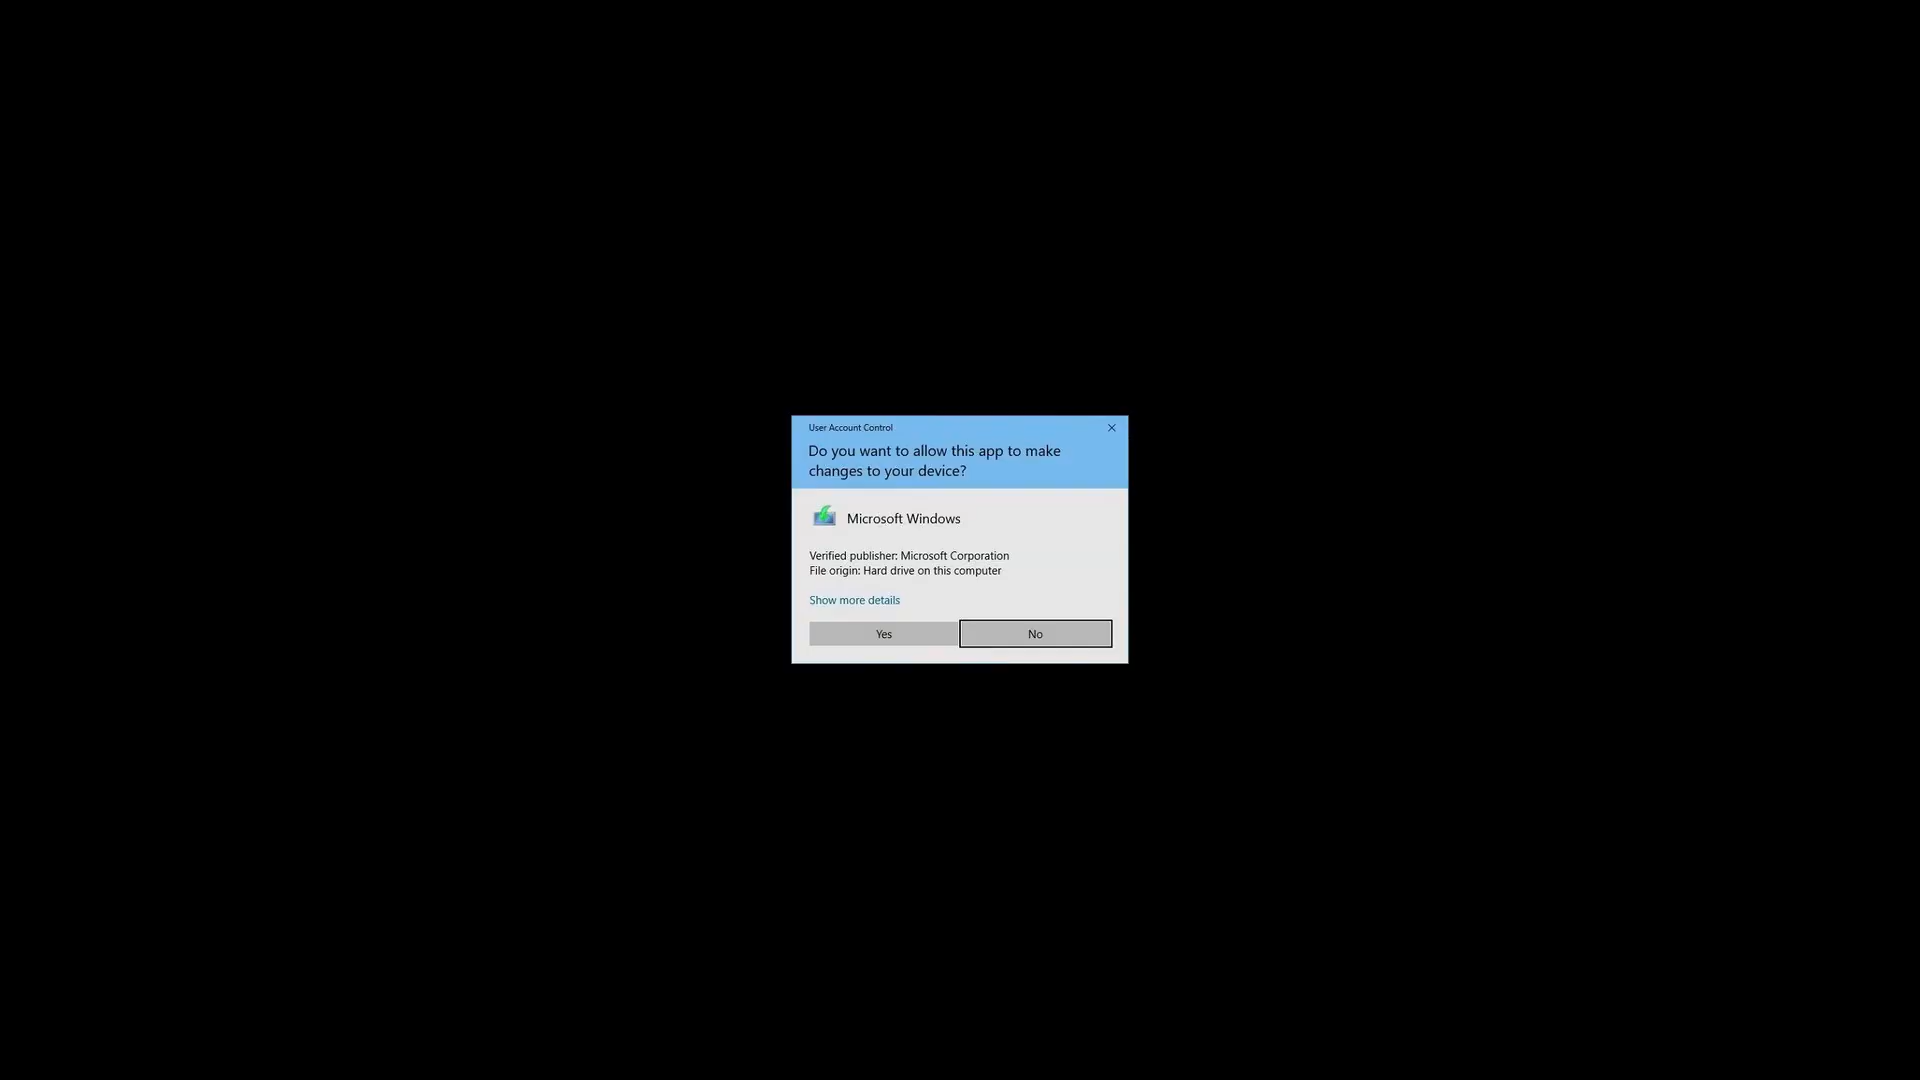 User Account Control
Do you want to allow this app to make
changes to your device?
Microsoft Windows
Verified publisher: Microsoft Corporation
File origin: Hard drive on this computer
Show more details
Yes
No